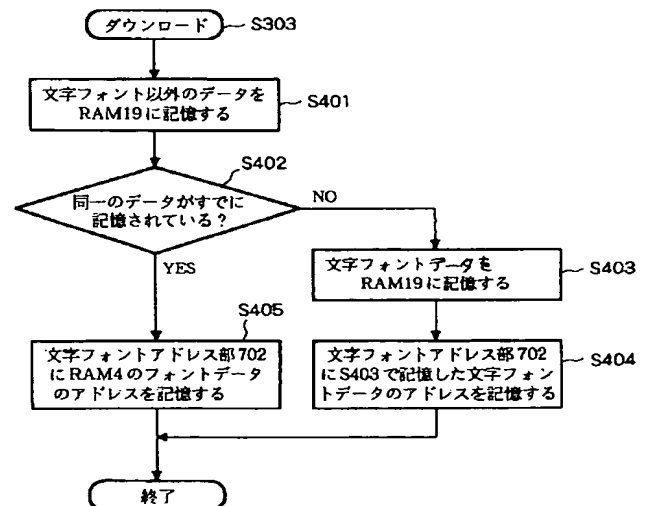 ダウンロード
S303
文字フォント以外のデータを
RAM19に記憶する
S401
S402
同一のデータがすでに
記憶されている?
NO
YES
文字フォントデータを
RAM19に記憶する
S403
S405
文字フォントアドレス部702
にRAM4のフォントデータ
のアドレスを記憶する
文字フォントアドレス部702
にS403で記憶した文字フォン
トデータのアドレスを記憶する
S404
終了